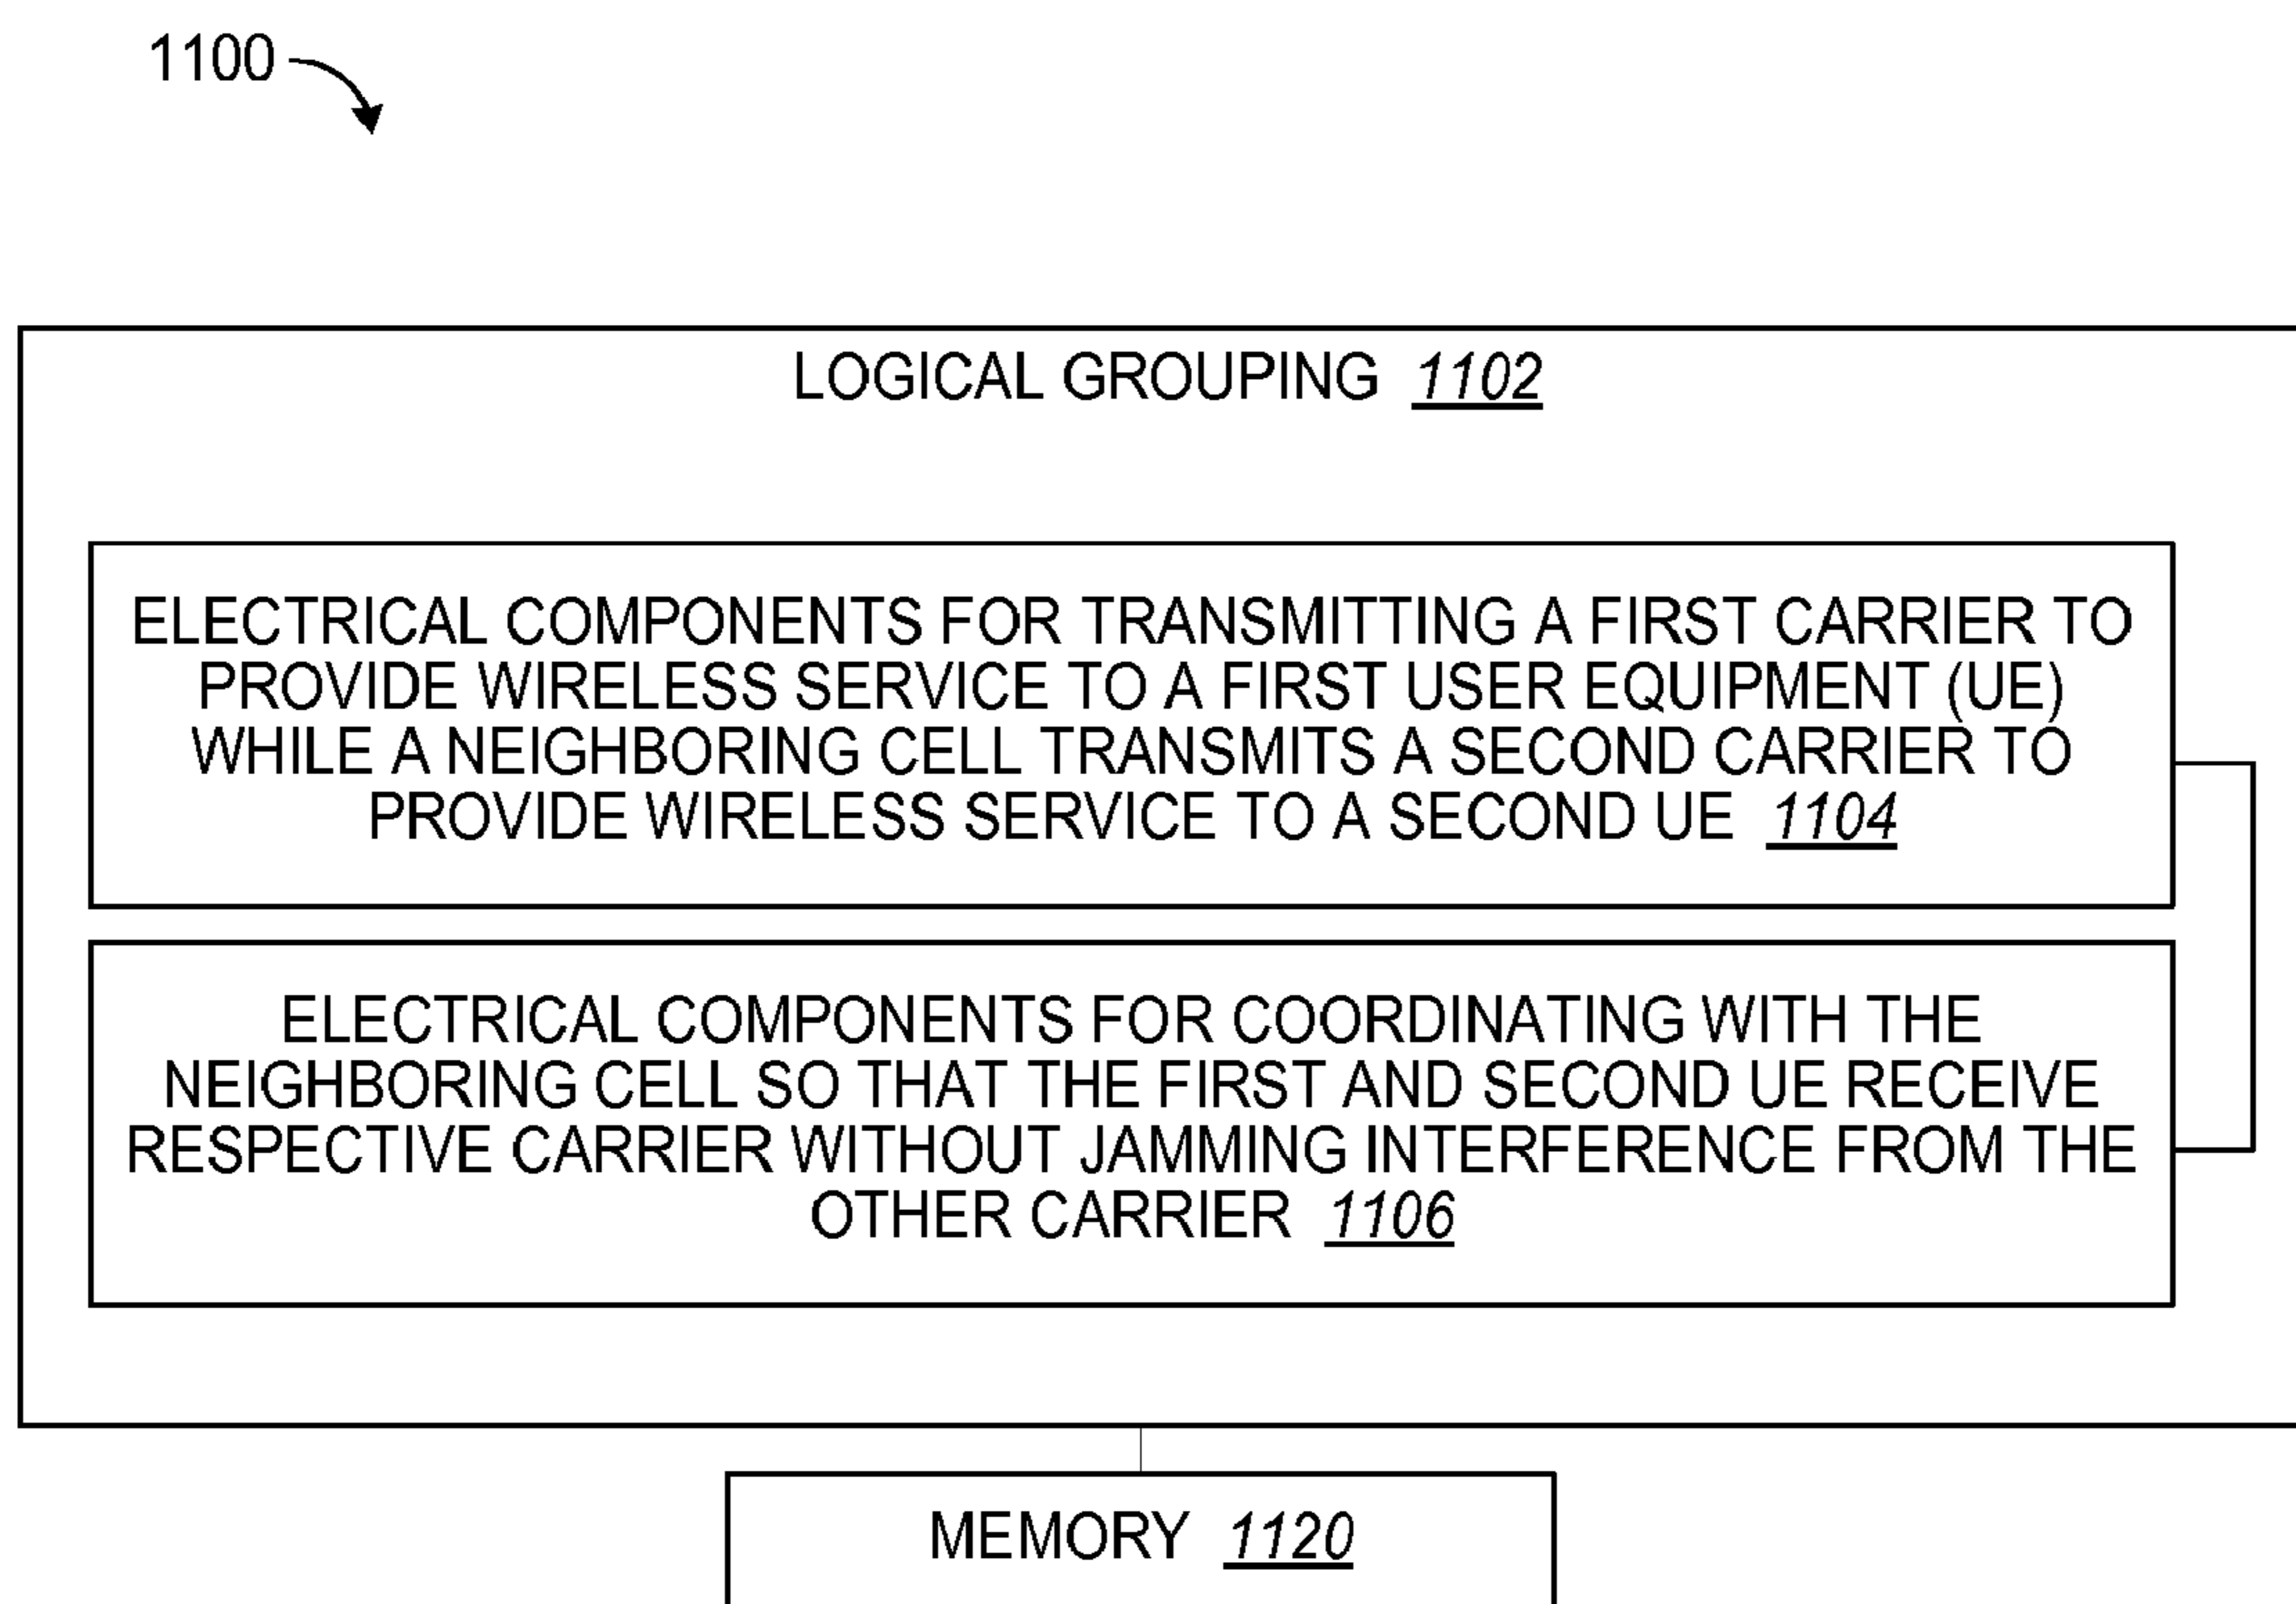 1100
LOGICAL GROUPING 1102
ELECTRICAL COMPONENTS FOR TRANSMITTING A FIRST CARRIER TO
PROVIDE WIRELESS SERVICE TO A FIRST USER EQUIPMENT (UE)
WHILE A NEIGHBORING CELL TRANSMITS A SECOND CARRIER TO
PROVIDE WIRELESS SERVICE TO A SECOND UE 1104
ELECTRICAL COMPONENTS FOR COORDINATING WITH THE
NEIGHBORING CELL SO THAT THE FIRST AND SECOND UE RECEIVE
RESPECTIVE CARRIER WITHOUT JAMMING INTERFERENCE FROM THE
OTHER CARRIER 1106
MEMORY 1120